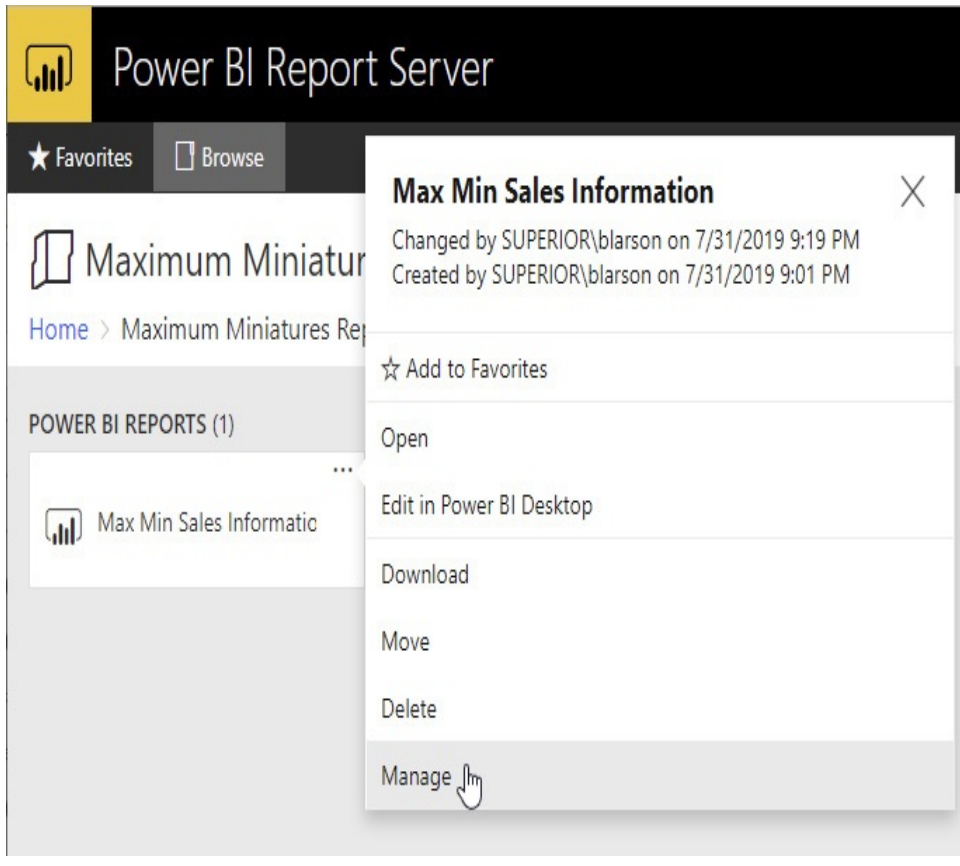 Power BI Report Server
Favorites
Browse
Maximum Miniatur
Home > Maximum Miniatures Rep
POWER BI REPORTS (1)
...
Max Min Sales Informatio
Max Min Sales Information
Changed by SUPERIOR\blarson on 7/31/2019 9:19 PM
Created by SUPERIOR\blarson on 7/31/2019 9:01 PM
Add to Favorites
Open
Edit in Power BI Desktop
Download
Move
Delete
Manage